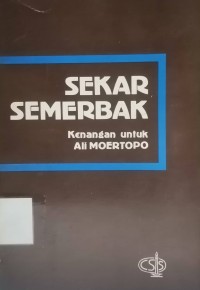 SEKAR
SEMERBAK
Kenangan untuk
Ali MOERTOPO
CSIS